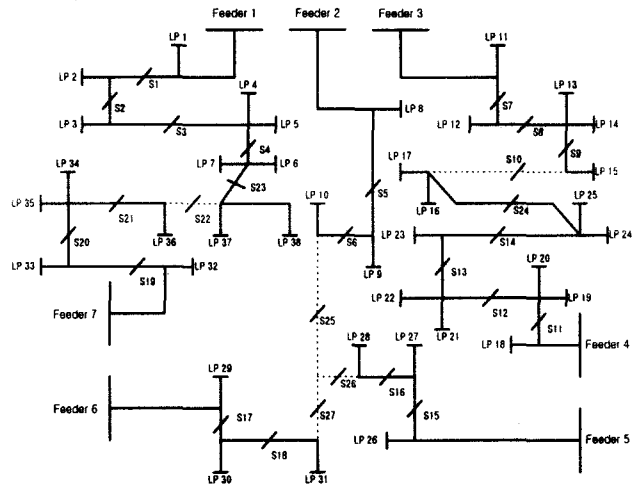 Feeder 1 Feeder 2 Feeder 3
LP 1 LP 11
LP 2 S1 LP 4 LP 13
S2 LP 8 S7
LP 3 S3 LP 5 LP 12 S8 LP 14
S4 S9
LP 34 LP 7 LP 6 LP 17 S10 LP 15
S23 LP 10 S5 LP 25
LP 35 S21 S22 LP 16 S24
S20 LP 36 LP 37 LP 38 S6 LP 23 S14 LP 24
LP 33 S19 LP 32 LP 9 S13 LP 20
Feeder 7 S25 LP 22 S12 LP 19
LP 28 LP 27 LP 21 S11
LP 18 Feeder 4
LP 29 S26 S16
Feeder 6 S27 S15
S17 LP 26 Feeder 5
S18
LP 30 LP 31